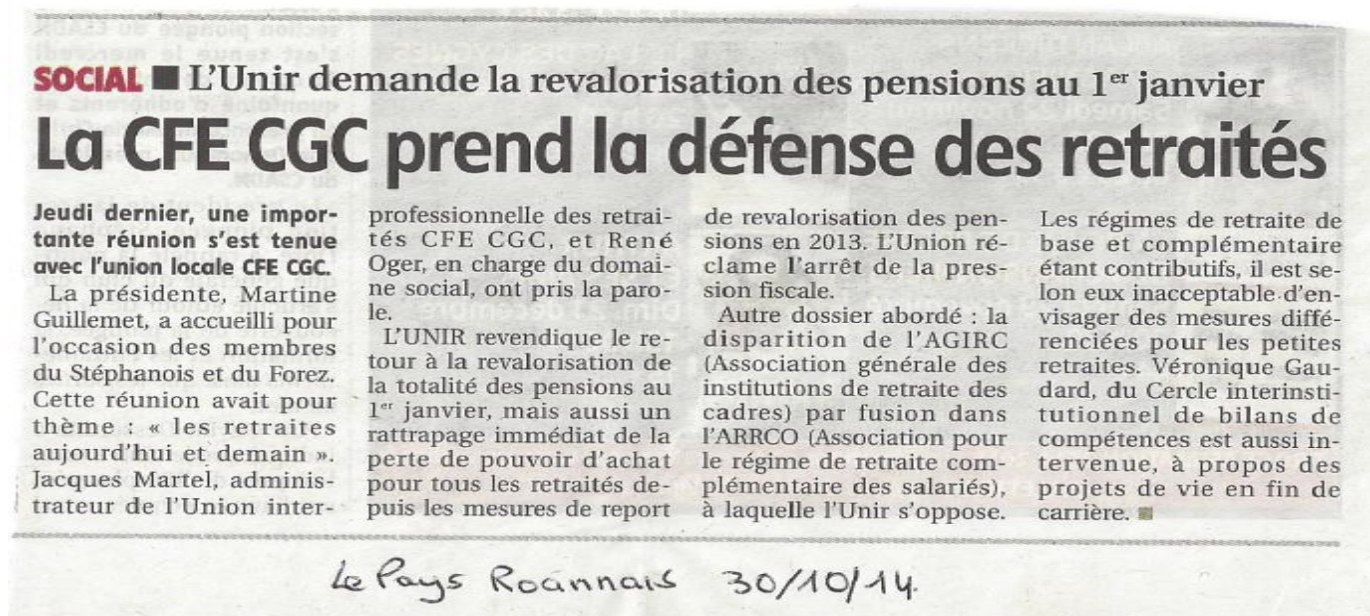 SOCIAL ■ L'Unir demande la revalorisation des pensions au 1er janvier
La CFE CGC prend la défense des retraités
Jeudi dernier, une impor-
tante réunion s'est tenue
avec l'union locale CFE CGC.
La présidente, Martine
Guillemet, a accueilli pour
l'occasion des membres
du Stéphanois et du Forez.
Cette réunion avait pour
thème : « les retraites
aujourd'hui et demain ».
Jacques Martel, adminis-
trateur de l'Union inter-
professionnelle des retrai-
tés CFE CGC, et René
Oger, en charge du domai-
ne social, ont pris la paro-
le.
L'UNIR revendique le re-
tour à la revalorisation de
la totalité des pensions au
1er janvier, mais aussi un
rattrapage immédiat de la
perte de pouvoir d'achat
pour tous les retraités de-
puis les mesures de report
de revalorisation des pen-
sions en 2013. L'Union ré-
clame l'arrêt de la pres-
sion fiscale.
Autre dossier abordé : la
disparition de l'AGIRC
(Association générale des
institutions de retraite des
cadres) par fusion dans
l'ARRCO (Association pour
le régime de retraite com-
plémentaire des salariés),
à laquelle l'Unir s'oppose.
Les régimes de retraite de
base et complémentaire
étant contributifs, il est se-
lon eux inacceptable d'en-
visager des mesures diffé-
renciées pour les petites
retraites. Véronique Gau-
dard, du Cercle interinsti-
tutionnel de bilans de
compétences est aussi in-
tervenue, à propos des
projets de vie en fin de
carrière. ■
Le Pays Roannais 30/10/14.